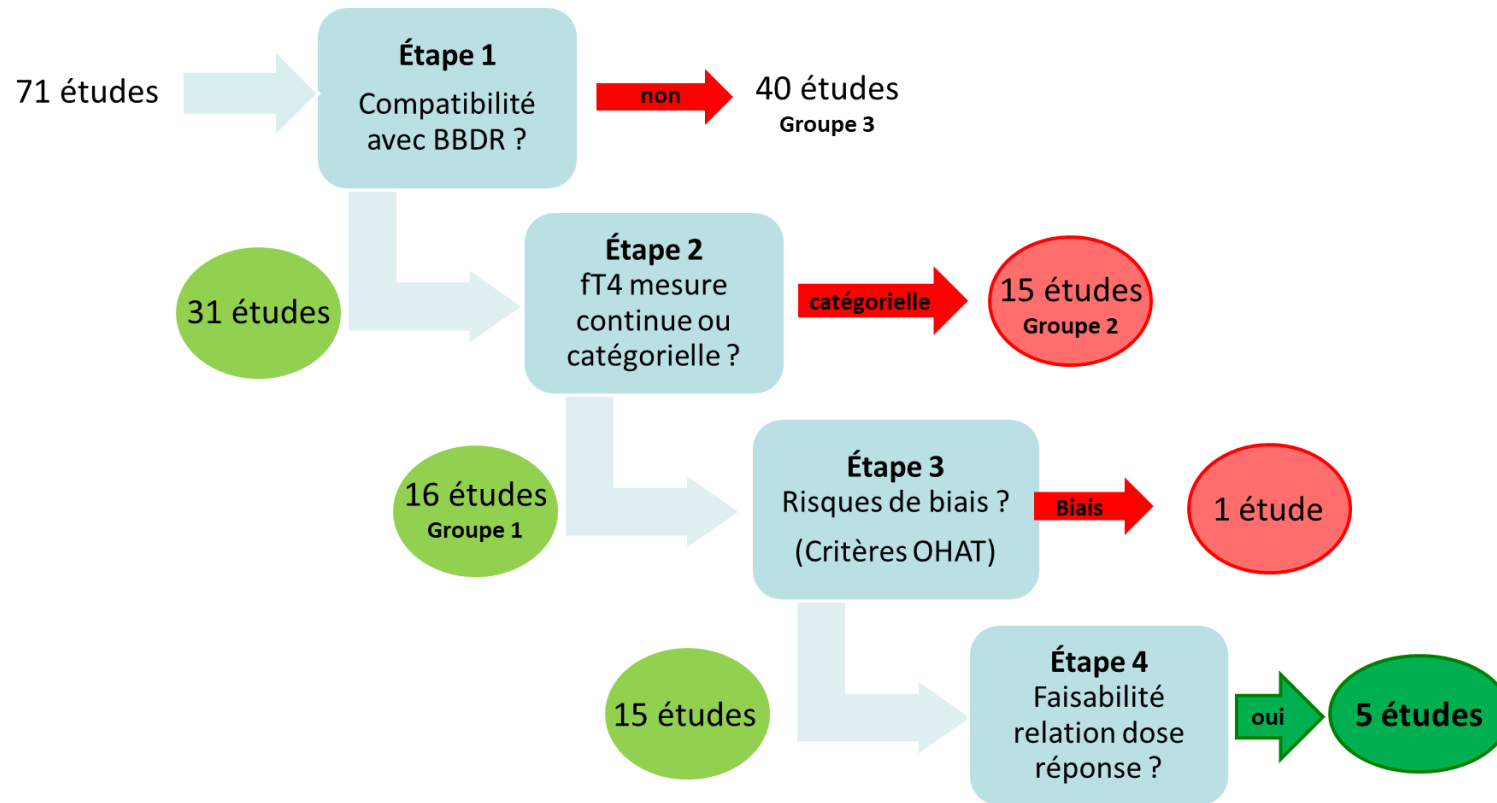 71 études
Étape 1
Compatibilité
avec BBDR ?
non
40 études
Groupe 3
31 études
Étape 2
fT4 mesure
continue ou
catégorielle ?
catégorielle
15 études
Groupe 2
16 études
Groupe 1
Étape 3
Risques de biais ?
(Critères OHAT)
Biais
1 étude
15 études
Étape 4
Faisabilité
relation dose
réponse ?
oui
5 études